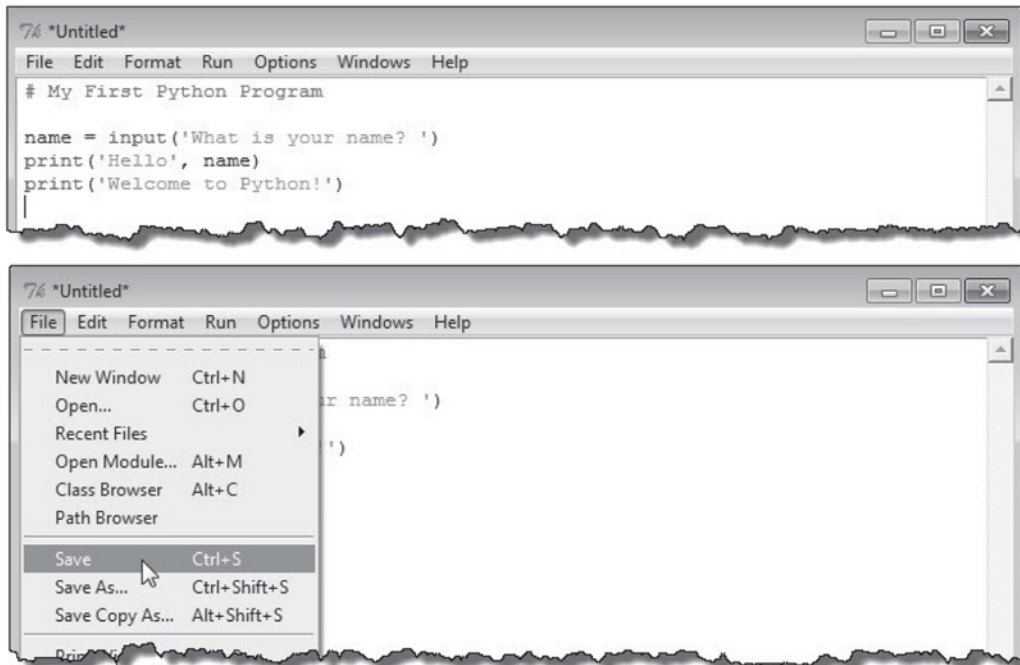 *Untitled*
File Edit Format Run Options Windows Help
# My First Python Program
name = input('What is your name? ')
print('Hello', name)
print('Welcome to Python!')
*Untitled*
File Edit Format Run Options Windows Help
New Window Ctrl+N
ur name? ')
Open... Ctrl+O
Recent Files
')
Open Module... Alt+M
Class Browser Alt+C
Path Browser
Save Ctrl+S
Save As... Ctrl+Shift+S
Save Copy As... Alt+Shift+S